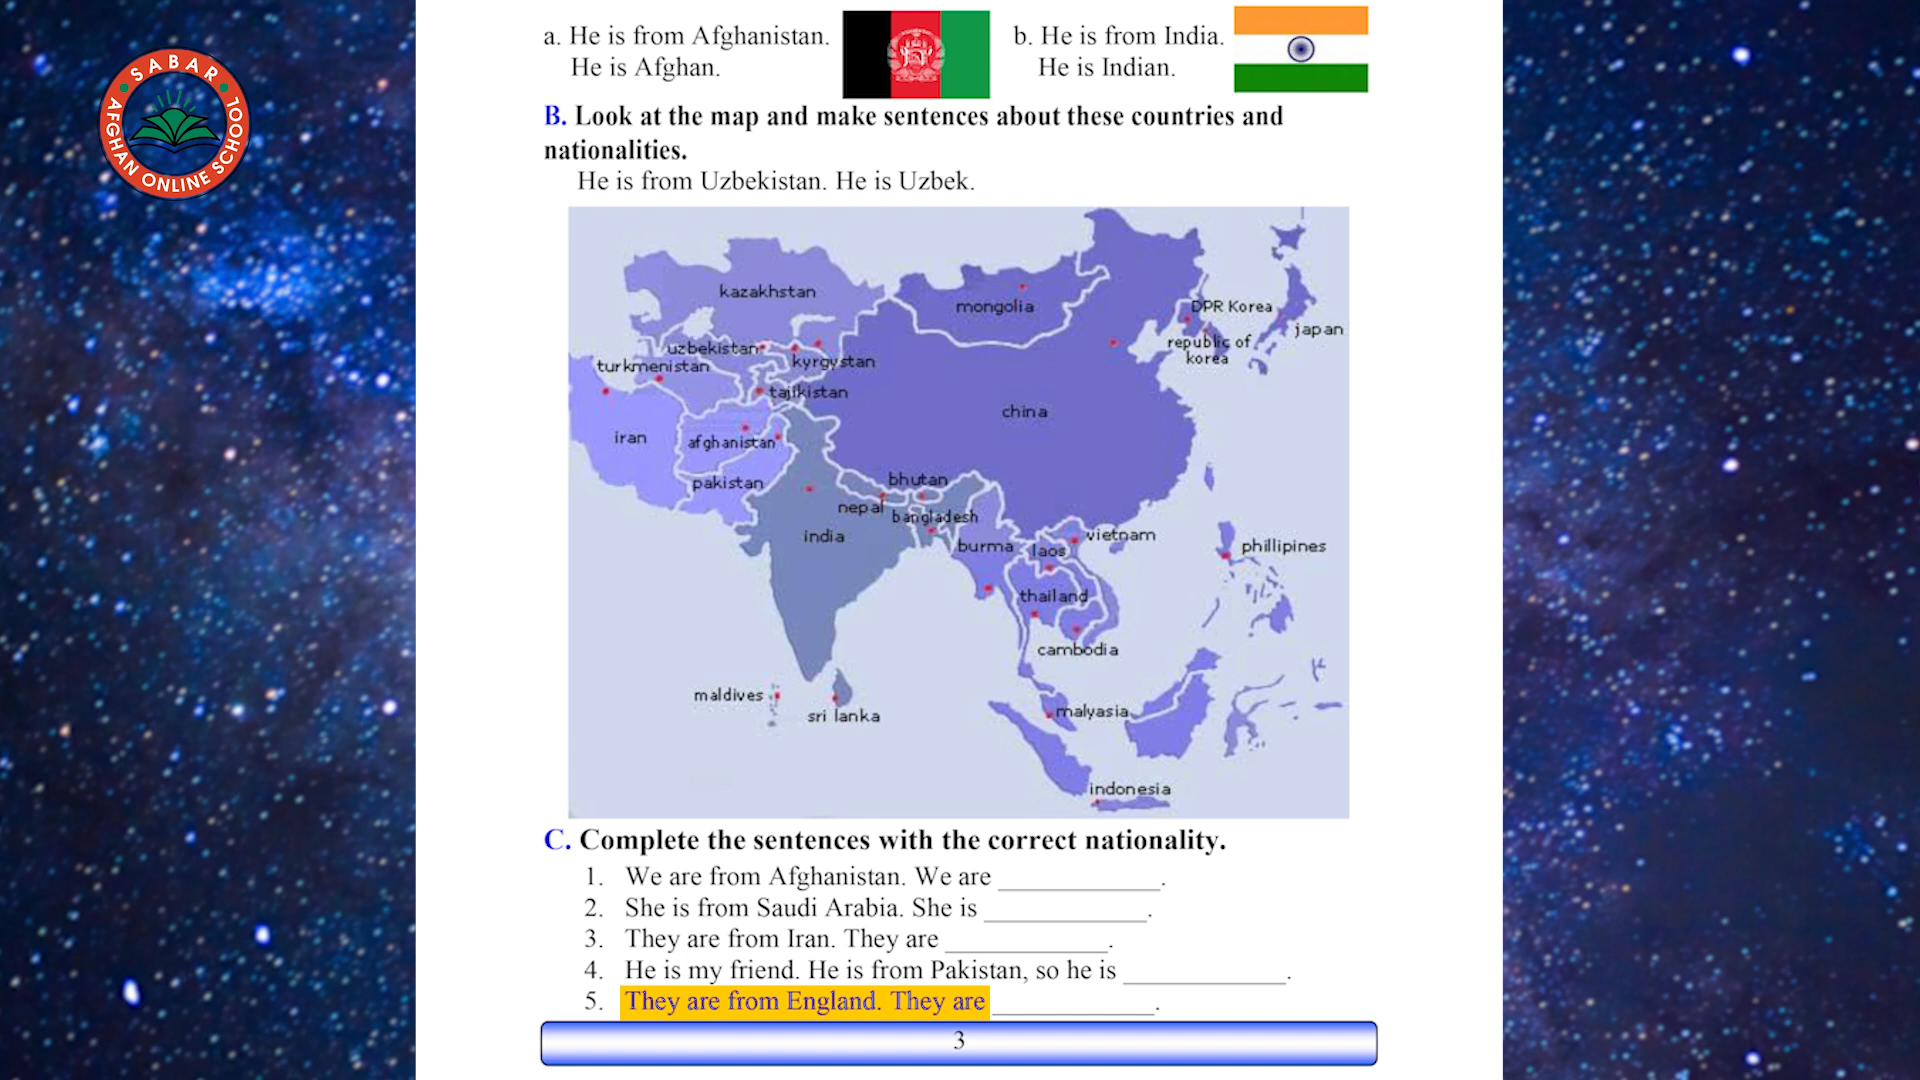 SABAR
AFGHAN ONLINE SCHOOL
a. He is from Afghanistan.
He is Afghan.
b. He is from India.
He is Indian.
B. Look at the map and make sentences about these countries and
nationalities.
He is from Uzbekistan. He is Uzbek.
kazakhstan
mongolia
DPR Korea
japan
republic of
korea
uzbekistan
kyrgystan
turkmenistan
tajikistan
china
iran
afghanistan
pakistan
bhutan
nepal
bangladesh
india
burma
laos
vietnam
phillipines
thailand
cambodia
maldives
sri lanka
malyasia
indonesia
C. Complete the sentences with the correct nationality.
1. We are from Afghanistan. We are ____________.
2. She is from Saudi Arabia. She is ____________.
3. They are from Iran. They are ____________.
4. He is my friend. He is from Pakistan, so he is ____________.
5. They are from England. They are ____________.
3